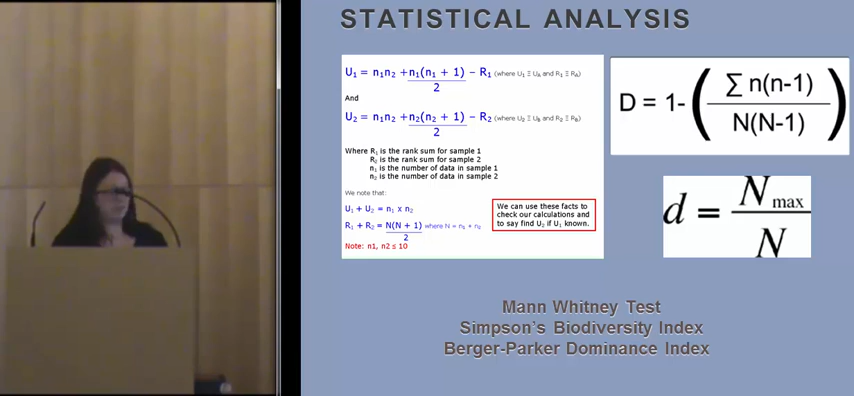 STATISTICAL ANALYSIS
U₁ = n₁n₂ + n₁(n₁ + 1)/2 – R₁ (where U₁ Ξ U_A and R₁ Ξ R_A)
And
U₂ = n₁n₂ + n₂(n₂ + 1)/2 – R₂ (where U₂ Ξ U_B and R₂ Ξ R_B)
Where R₁ is the rank sum for sample 1
R₂ is the rank sum for sample 2
n₁ is the number of data in sample 1
n₂ is the number of data in sample 2
We note that:
U₁ + U₂ = n₁ x n₂
R₁ + R₂ = N(N + 1)/2 where N = n₁ + n₂
Note: n1, n2 ≤ 10
We can use these facts to
check our calculations and
to say find U₂ if U₁ known.
D = 1- (∑ n(n-1) / N(N-1))
d = N max / N
Mann Whitney Test
Simpson's Biodiversity Index
Berger-Parker Dominance Index